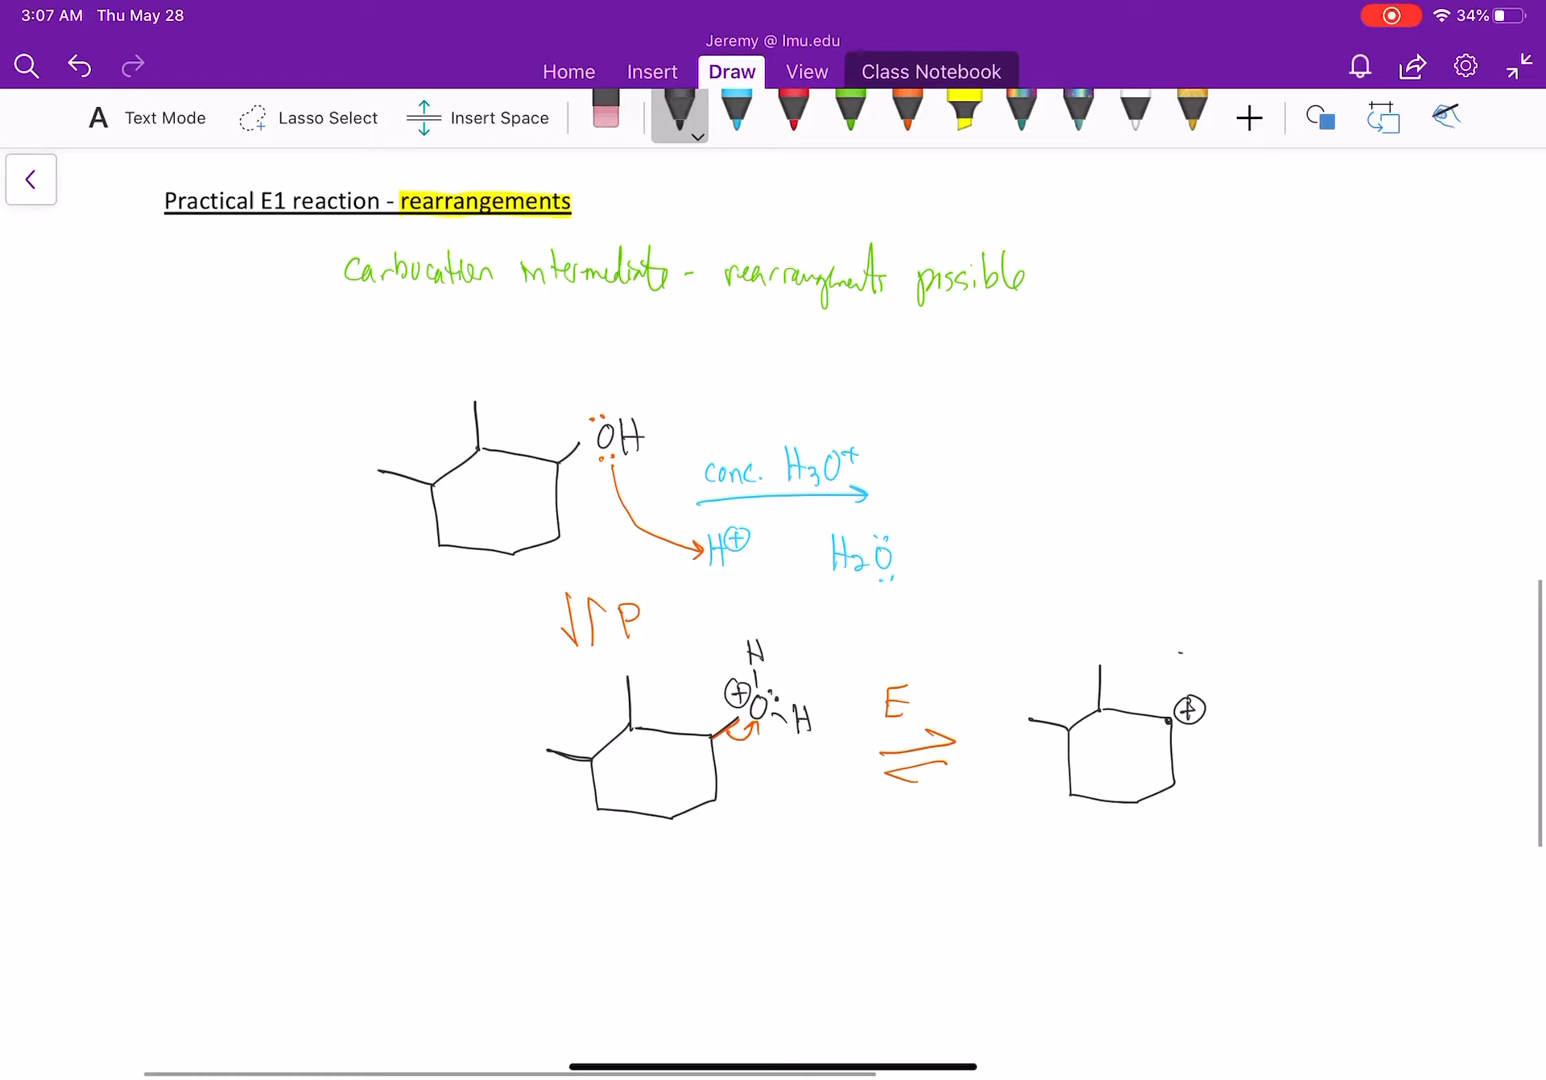 3:07 AM Thu May 28
34%
Jeremy @ lmu.edu
Home Insert Draw View Class Notebook
A Text Mode Lasso Select Insert Space
Practical E1 reaction - rearrangements
carbocation intermediate - rearrangements possible
OH
conc. H3O+
H+ H2O
P
H
+ O H
E
+